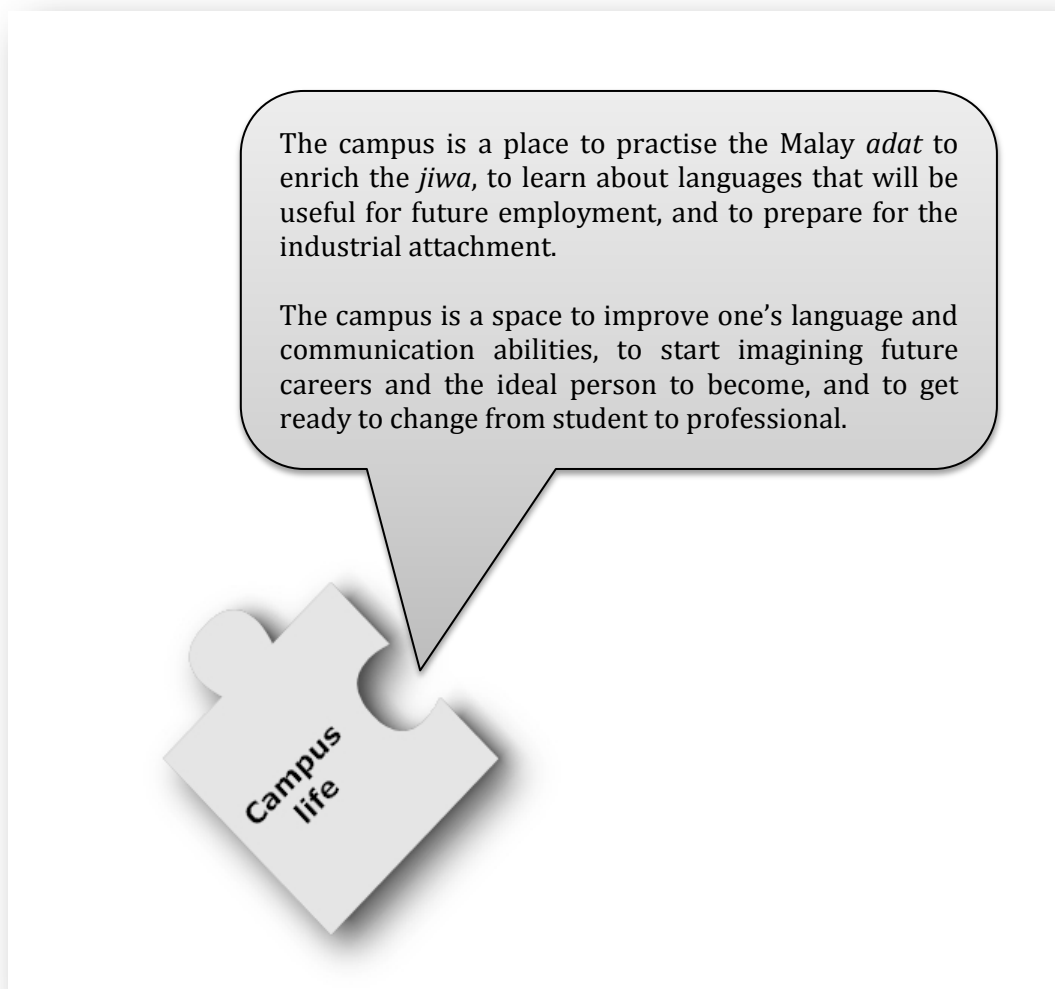 The campus is a place to practise the Malay adat to
enrich the jiwa, to learn about languages that will be
useful for future employment, and to prepare for the
industrial attachment.
The campus is a space to improve one’s language and
communication abilities, to start imagining future
careers and the ideal person to become, and to get
ready to change from student to professional.
Campus
life